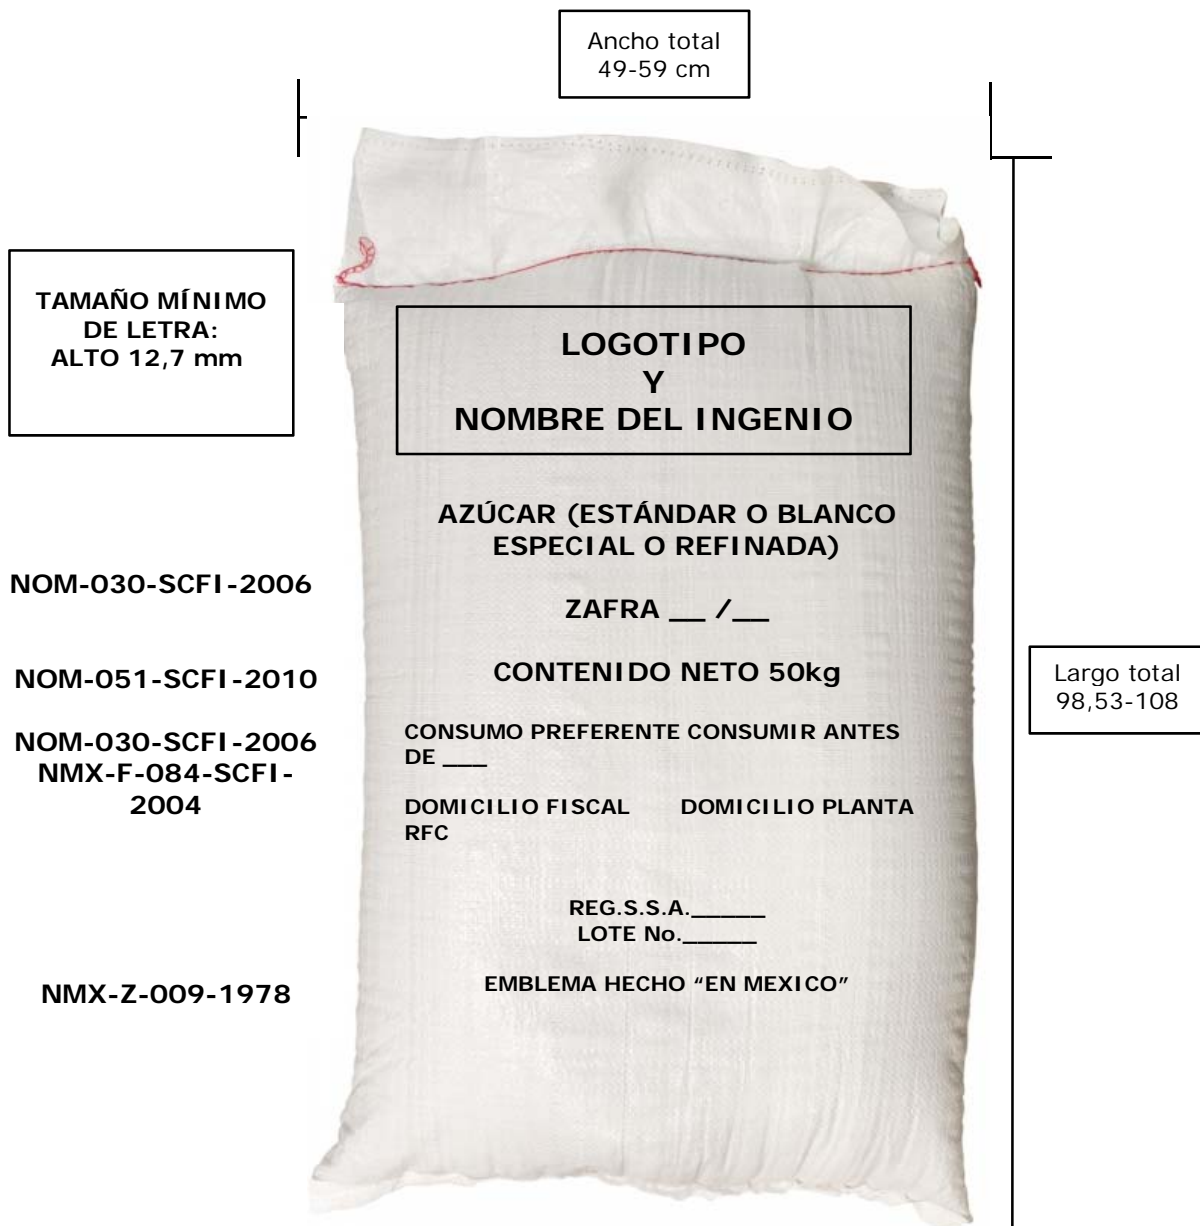 Ancho total
49-59 cm
TAMAÑO MÍNIMO
DE LETRA:
ALTO 12,7 mm
LOGOTIPO
Y
NOMBRE DEL INGENIO
AZÚCAR (ESTÁNDAR O BLANCO
ESPECIAL O REFINADA)
NOM-030-SCFI-2006
ZAFRA __ /__
NOM-051-SCFI-2010
CONTENIDO NETO 50kg
Largo total
98,53-108
NOM-030-SCFI-2006
NMX-F-084-SCFI-
2004
CONSUMO PREFERENTE CONSUMIR ANTES
DE ___
DOMICILIO FISCAL DOMICILIO PLANTA
RFC
REG.S.S.A._____
LOTE No._____
NMX-Z-009-1978
EMBLEMA HECHO “EN MEXICO”